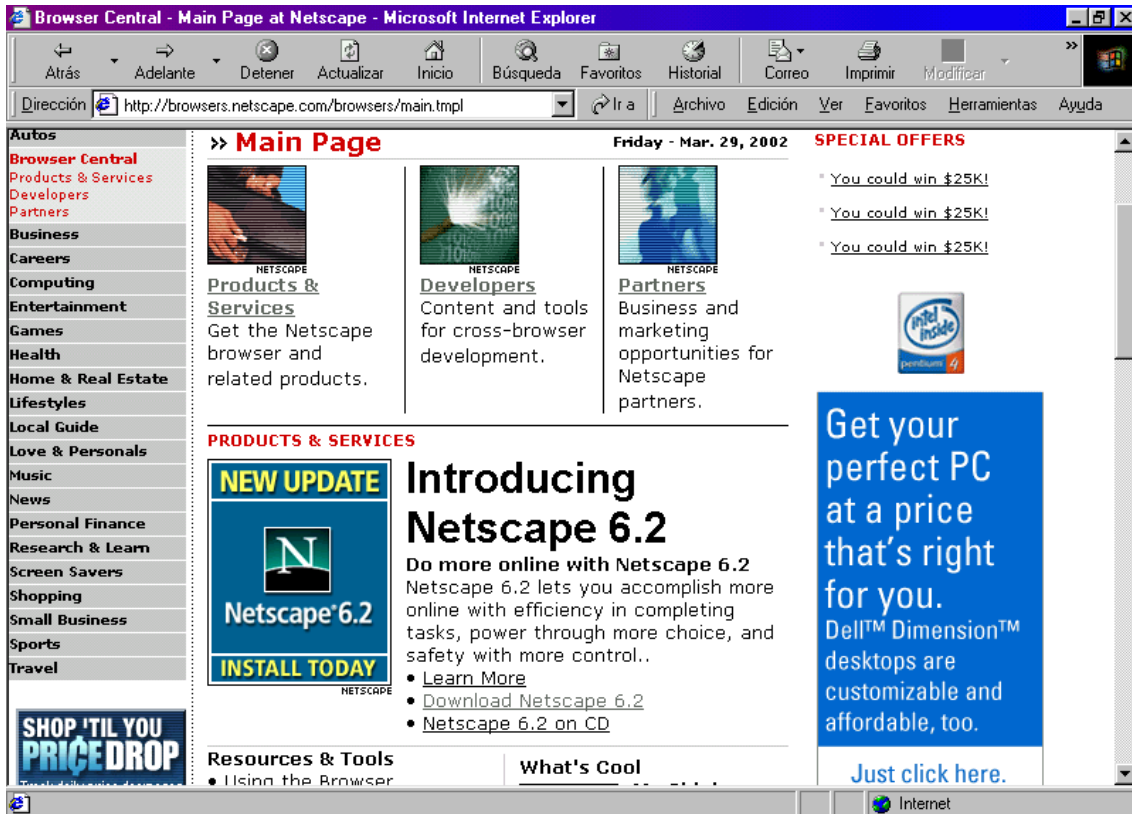 Browser Central - Main Page at Netscape - Microsoft Internet Explorer
Atrás
Adelante
Detener
Actualizar
Inicio
Búsqueda
Favoritos
Historial
Correo
Imprimir
Modificar
»
Dirección
http://browsers.netscape.com/browsers/main.tmpl
Ir a
Archivo
Edición
Ver
Favoritos
Herramientas
Ayuda
Autos
Browser Central
Products & Services
Developers
Partners
Business
Careers
Computing
Entertainment
Games
Health
Home & Real Estate
Lifestyles
Local Guide
Love & Personals
Music
News
Personal Finance
Research & Learn
Screen Savers
Shopping
Small Business
Sports
Travel
SHOP 'TIL YOU
PRICE DROP
» Main Page
Friday - Mar. 29, 2002
NETSCAPE
Products &
Services
Get the Netscape
browser and
related products.
NETSCAPE
Developers
Content and tools
for cross-browser
development.
NETSCAPE
Partners
Business and
marketing
opportunities for
Netscape
partners.
PRODUCTS & SERVICES
NEW UPDATE
N
Netscape 6.2
INSTALL TODAY
NETSCAPE
Introducing
Netscape 6.2
Do more online with Netscape 6.2
Netscape 6.2 lets you accomplish more
online with efficiency in completing
tasks, power through more choice, and
safety with more control..
• Learn More
• Download Netscape 6.2
• Netscape 6.2 on CD
Resources & Tools
• Using the Browser
What's Cool
SPECIAL OFFERS
You could win $25K!
You could win $25K!
You could win $25K!
intel
inside
pentium 4
Get your
perfect PC
at a price
that's right
for you.
Dell™ Dimension™
desktops are
customizable and
affordable, too.
Just click here.
Internet